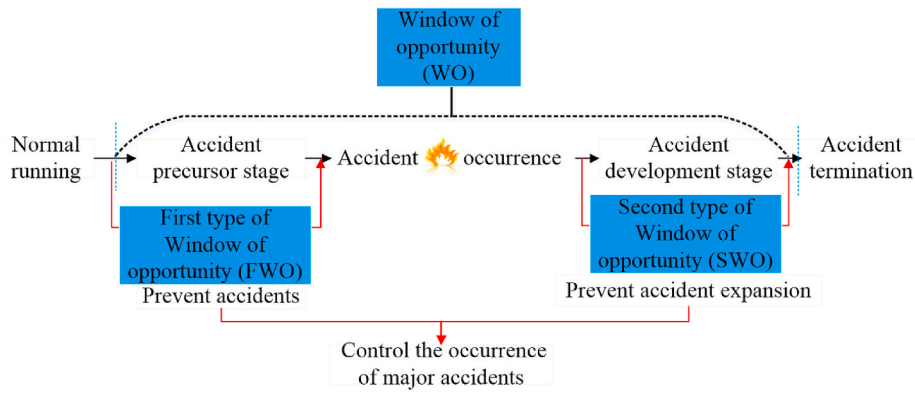 Window of
opportunity
(WO)
Normal
running
Accident
precursor stage
Accident occurrence
Accident
development stage
Accident
termination
First type of
Window of
opportunity (FWO)
Prevent accidents
Second type of
Window of
opportunity (SWO)
Prevent accident expansion
Control the occurrence
of major accidents